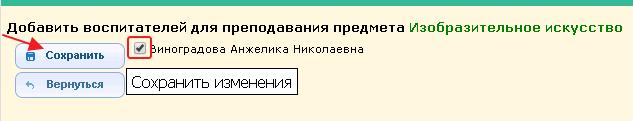 Добавить воспитателей для преподавания предмета Изобразительное искусство
Сохранить
Виноградова Анжелика Николаевна
Вернуться
Сохранить изменения